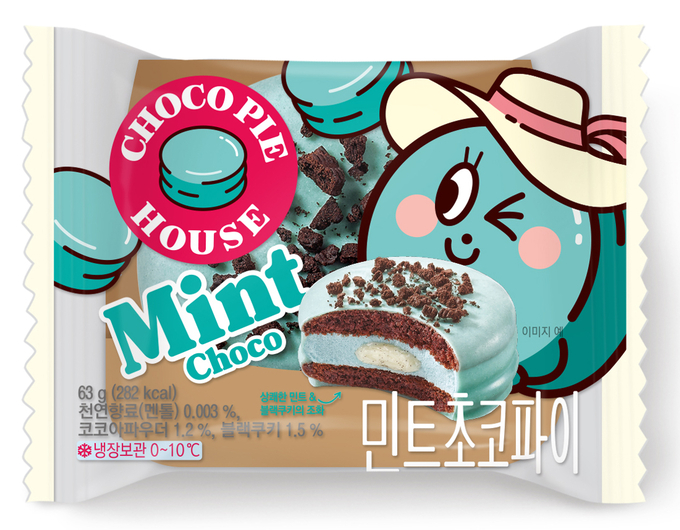 CHOCO PIE
HOUSE
Mint
Choco
이미지 예
63 g (282 kcal)
천연향료(멘톨) 0.003 %,
코코아파우더 1.2 %, 블랙쿠키 1.5 %
냉장보관 0~10℃
상쾌한 민트 &
블랙쿠키의 조화
민트초코파이